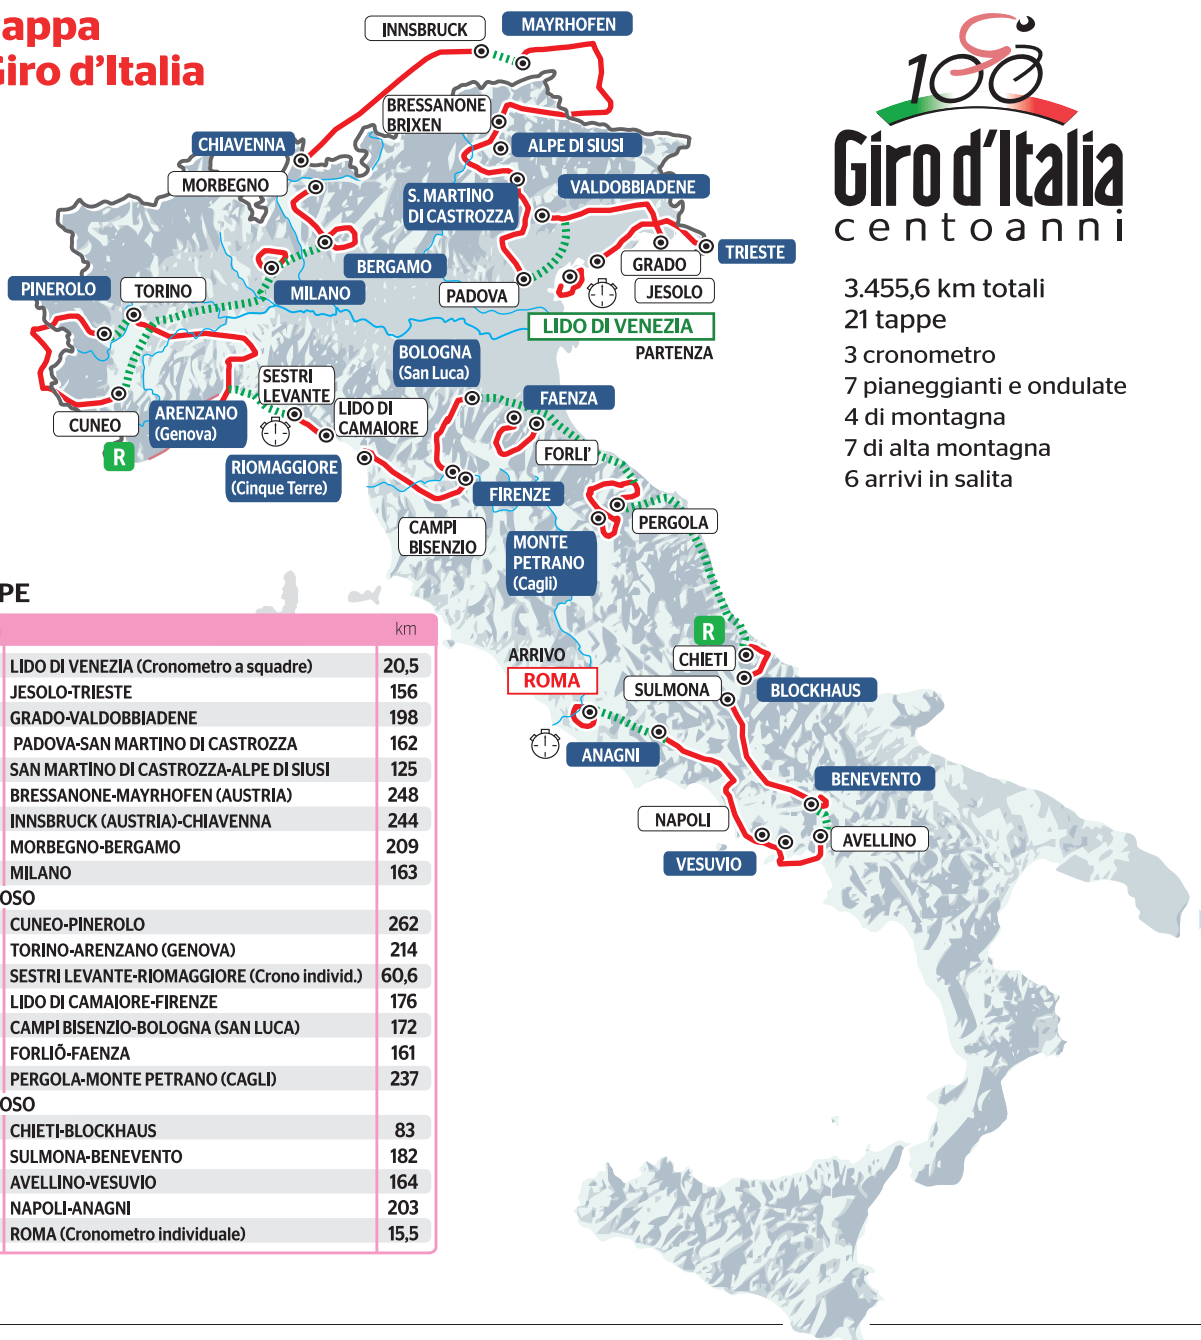 appa
Giro d'Italia
INNSBRUCK
MAYRHOFEN
BRESSANONE
BRIXEN
CHIAVENNA
ALPE DI SIUSI
MORBEGNO
S. MARTINO
DI CASTROZZA
VALDOBBIADENE
BERGAMO
GRADO
TRIESTE
PINEROLO
TORINO
MILANO
PADOVA
JESOLO
LIDO DI VENEZIA
PARTENZA
BOLOGNA
(San Luca)
SESTRI
LEVANTE
FAENZA
CUNEO
ARENZANO
(Genova)
LIDO DI
CAMAIORE
R
FORLI'
RIOMAGGIORE
(Cinque Terre)
FIRENZE
CAMPI
BISENZIO
PERGOLA
MONTE
PETRANO
(Cagli)
R
CHIETI
ARRIVO
ROMA
SULMONA
BLOCKHAUS
ANAGNI
BENEVENTO
NAPOLI
AVELLINO
VESUVIO
100
Giro d'Italia
centoanni
3.455,6 km totali
21 tappe
3 cronometro
7 pianeggianti e ondulate
4 di montagna
7 di alta montagna
6 arrivi in salita
PE
km
LIDO DI VENEZIA (Cronometro a squadre) 20,5
JESOLO-TRIESTE 156
GRADO-VALDOBBIADENE 198
PADOVA-SAN MARTINO DI CASTROZZA 162
SAN MARTINO DI CASTROZZA-ALPE DI SIUSI 125
BRESSANONE-MAYRHOFEN (AUSTRIA) 248
INNSBRUCK (AUSTRIA)-CHIAVENNA 244
MORBEGNO-BERGAMO 209
MILANO 163
OSO
CUNEO-PINEROLO 262
TORINO-ARENZANO (GENOVA) 214
SESTRI LEVANTE-RIOMAGGIORE (Crono individ.) 60,6
LIDO DI CAMAIORE-FIRENZE 176
CAMPI BISENZIO-BOLOGNA (SAN LUCA) 172
FORLIÕ-FAENZA 161
PERGOLA-MONTE PETRANO (CAGLI) 237
OSO
CHIETI-BLOCKHAUS 83
SULMONA-BENEVENTO 182
AVELLINO-VESUVIO 164
NAPOLI-ANAGNI 203
ROMA (Cronometro individuale) 15,5